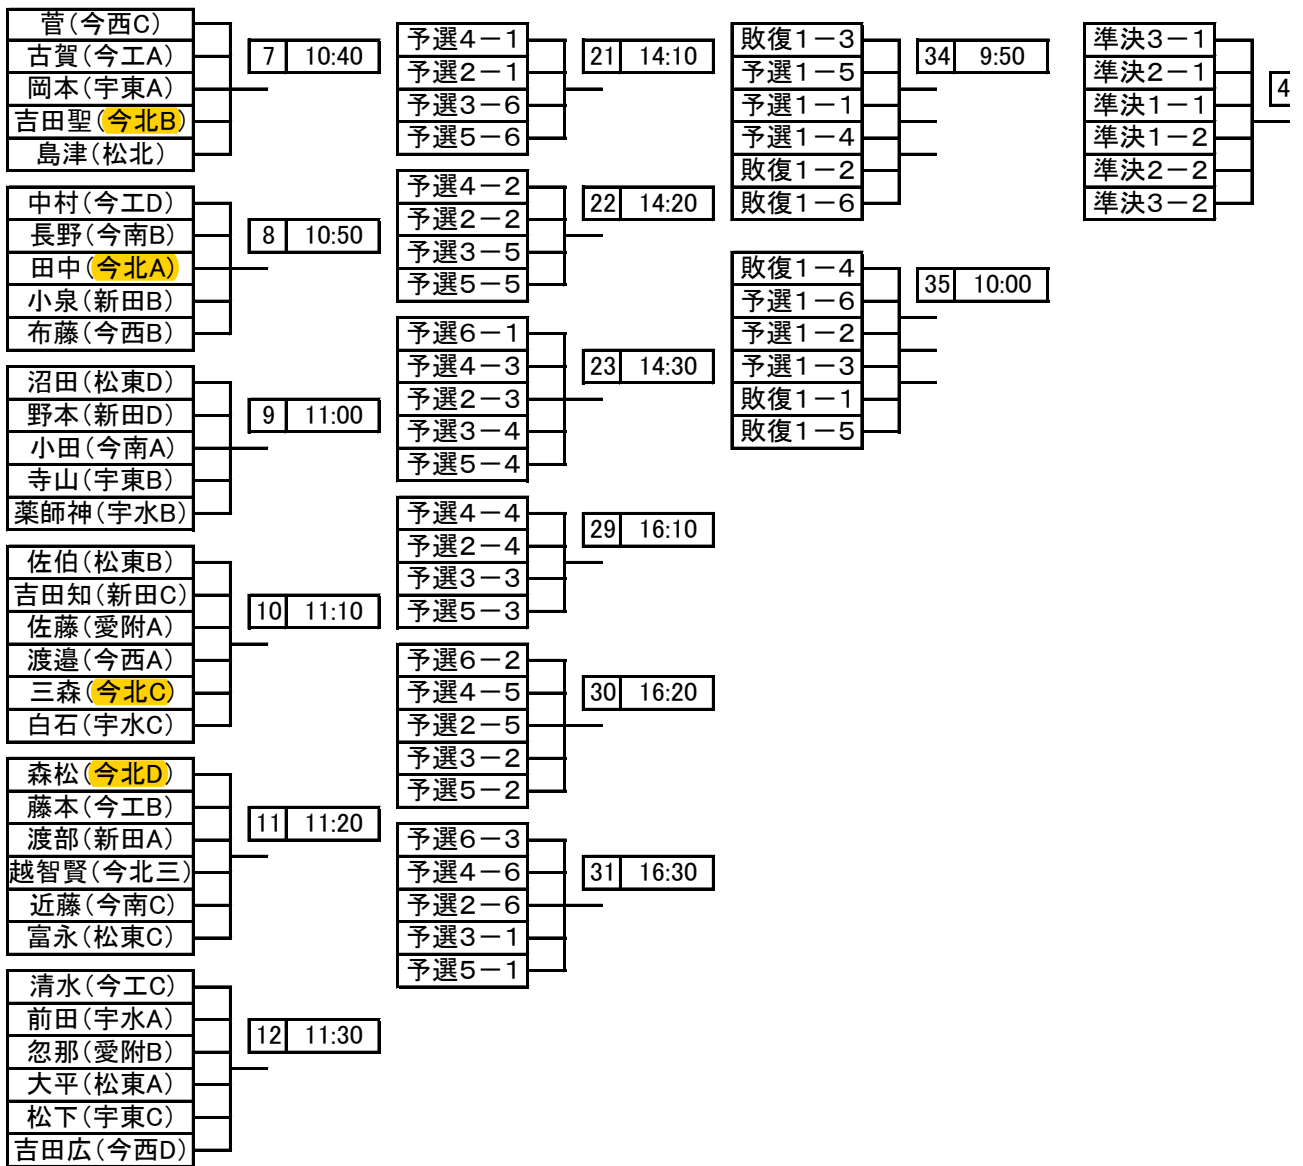 菅(今西C)
古賀(今工A)
岡本(宇東A)
吉田聖(今北B)
島津(松北)
7 10:40
中村(今工D)
長野(今南B)
田中(今北A)
小泉(新田B)
布藤(今西B)
8 10:50
沼田(松東D)
野本(新田D)
小田(今南A)
寺山(宇東B)
薬師神(宇水B)
9 11:00
佐伯(松東B)
吉田知(新田C)
佐藤(愛附A)
渡邉(今西A)
三森(今北C)
白石(宇水C)
10 11:10
森松(今北D)
藤本(今工B)
渡部(新田A)
越智賢(今北三)
近藤(今南C)
富永(松東C)
11 11:20
清水(今工C)
前田(宇水A)
忽那(愛附B)
大平(松東A)
松下(宇東C)
吉田広(今西D)
12 11:30
予選4-1
予選2-1
予選3-6
予選5-6
21 14:10
予選4-2
予選2-2
予選3-5
予選5-5
22 14:20
予選6-1
予選4-3
予選2-3
予選3-4
予選5-4
23 14:30
予選4-4
予選2-4
予選3-3
予選5-3
29 16:10
予選6-2
予選4-5
予選2-5
予選3-2
予選5-2
30 16:20
予選6-3
予選4-6
予選2-6
予選3-1
予選5-1
31 16:30
敗復1-3
予選1-5
予選1-1
予選1-4
敗復1-2
敗復1-6
34 9:50
敗復1-4
予選1-6
予選1-2
予選1-3
敗復1-1
敗復1-5
35 10:00
準決3-1
準決2-1
準決1-1
準決1-2
準決2-2
準決3-2
4